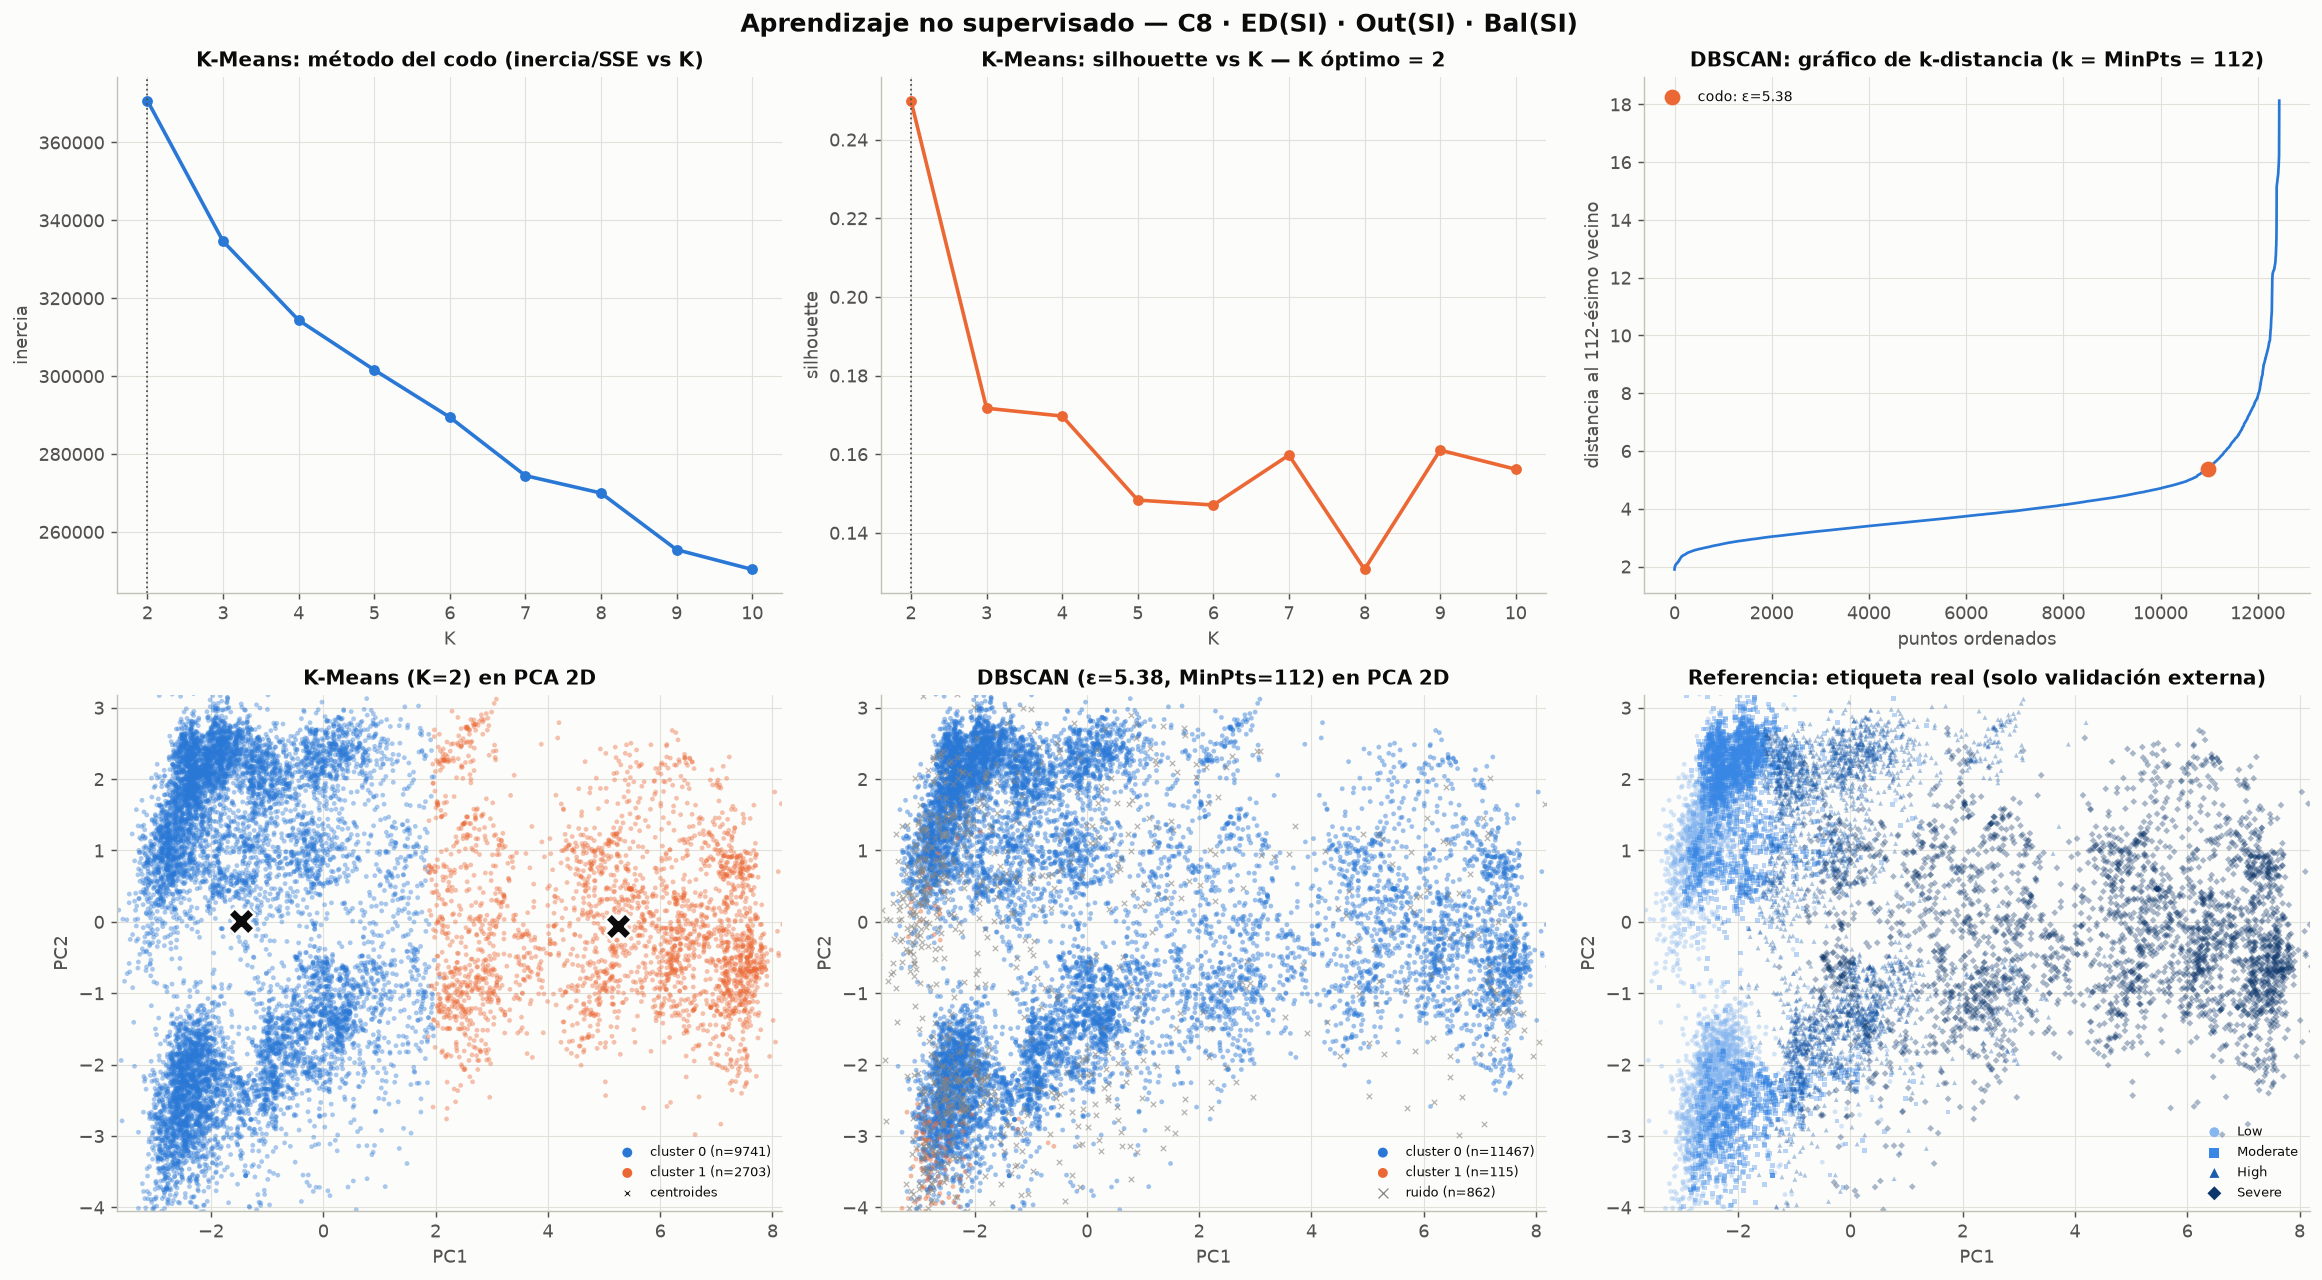 Aprendizaje no supervisado — C8 · ED(SI) · Out(SI) · Bal(SI)
K-Means: método del codo (inercia/SSE vs K)
inercia
360000
340000
320000
300000
280000
260000
2 3 4 5 6 7 8 9 10
K
K-Means: silhouette vs K — K óptimo = 2
silhouette
0.24
0.22
0.20
0.18
0.16
0.14
2 3 4 5 6 7 8 9 10
K
DBSCAN: gráfico de k-distancia (k = MinPts = 112)
codo: ε=5.38
distancia al 112-ésimo vecino
18
16
14
12
10
8
6
4
2
0 2000 4000 6000 8000 10000 12000
puntos ordenados
K-Means (K=2) en PCA 2D
PC2
3
2
1
0
−1
−2
−3
−4
cluster 0 (n=9741)
cluster 1 (n=2703)
centroides
−2 0 2 4 6 8
PC1
DBSCAN (ε=5.38, MinPts=112) en PCA 2D
PC2
3
2
1
0
−1
−2
−3
−4
cluster 0 (n=11467)
cluster 1 (n=115)
ruido (n=862)
−2 0 2 4 6 8
PC1
Referencia: etiqueta real (solo validación externa)
PC2
3
2
1
0
−1
−2
−3
−4
Low
Moderate
High
Severe
−2 0 2 4 6 8
PC1